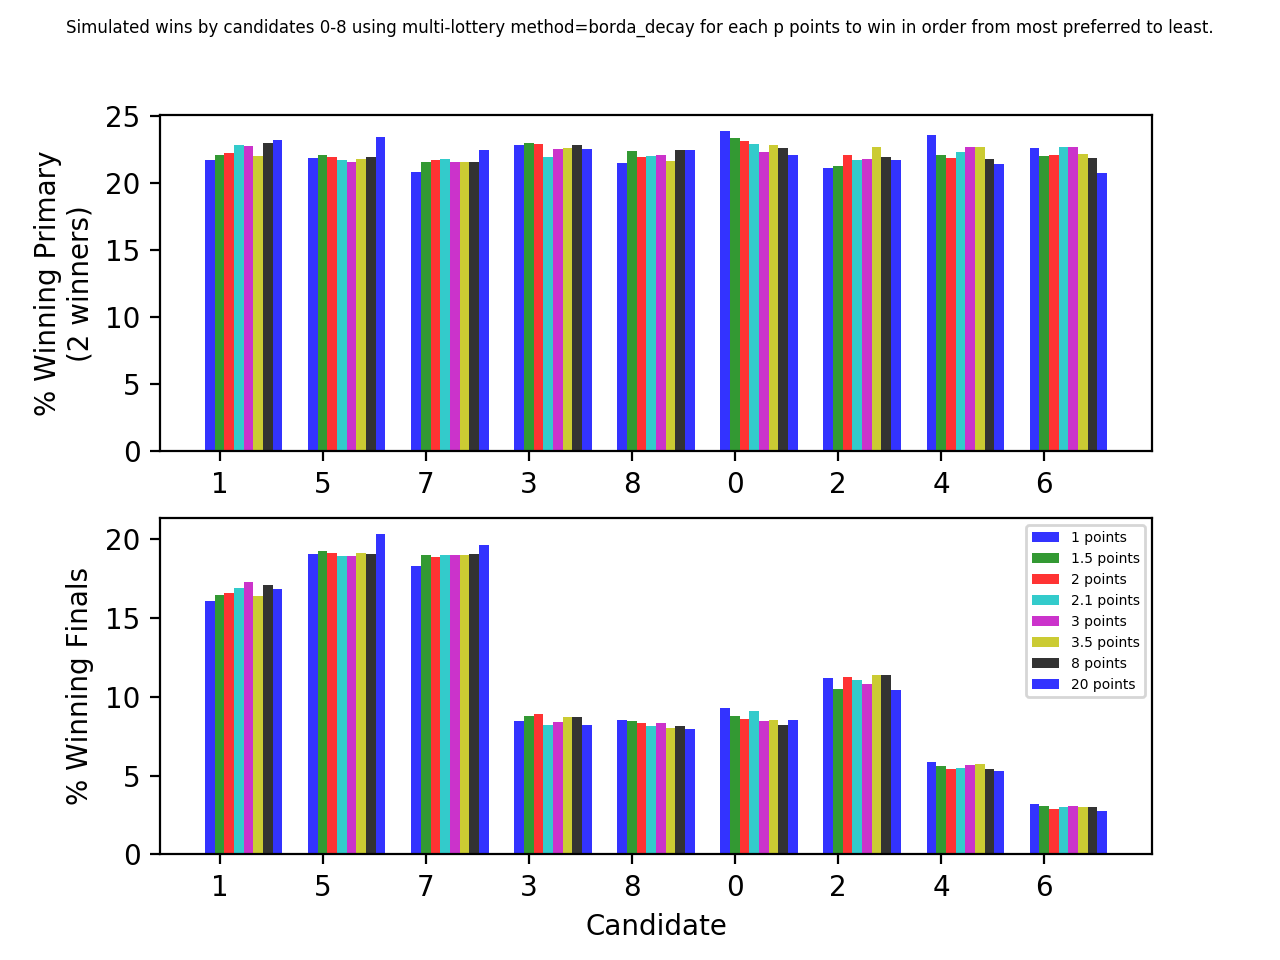 Simulated wins by candidates 0-8 using multi-lottery method=borda_decay for each p points to win in order from most preferred to least.
% Winning Primary
(2 winners)
25
20
15
10
5
0
1 5 7 3 8 0 2 4 6
% Winning Finals
20
15
10
5
0
1 points
1.5 points
2 points
2.1 points
3 points
3.5 points
8 points
20 points
1 5 7 3 8 0 2 4 6
Candidate